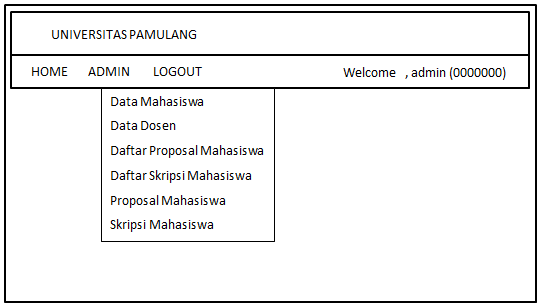 UNIVERSITAS PAMULANG
HOME ADMIN LOGOUT Welcome , admin (0000000)
Data Mahasiswa
Data Dosen
Daftar Proposal Mahasiswa
Daftar Skripsi Mahasiswa
Proposal Mahasiswa
Skripsi Mahasiswa